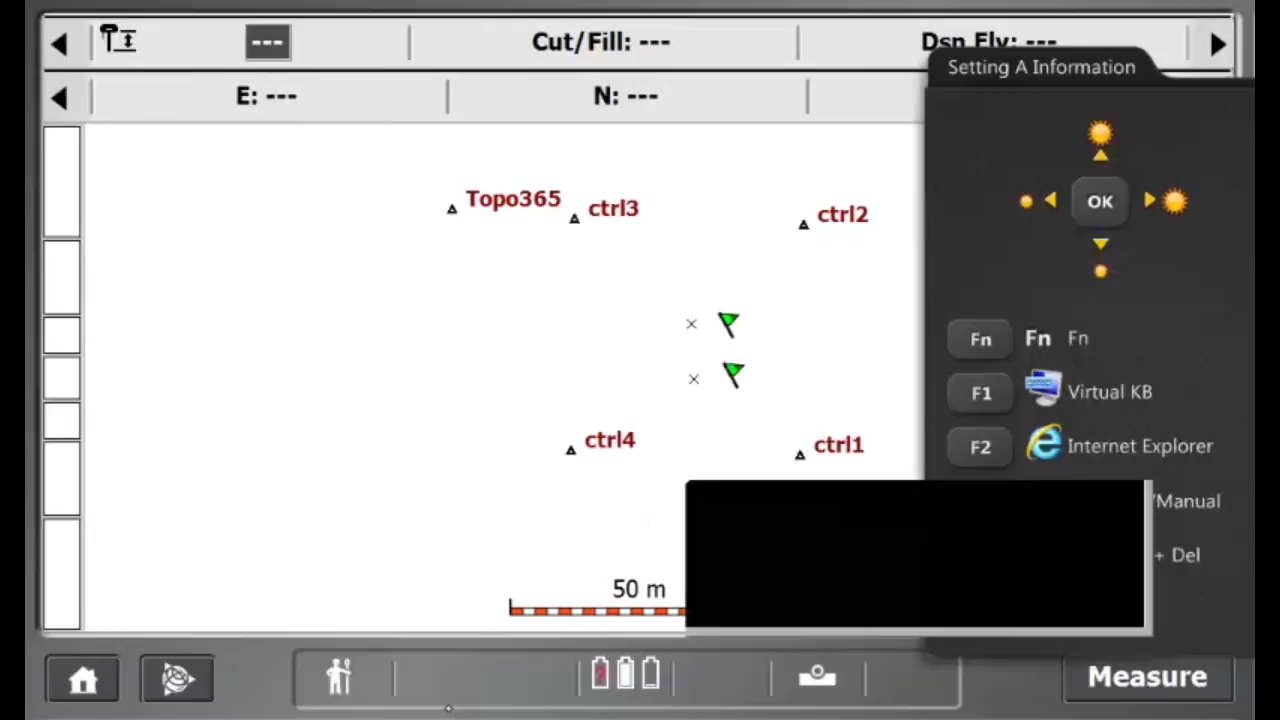 --- Cut/Fill: --- Dsn Elv: ---
Setting A Information
E: --- N: ---
Topo365 ctrl3 ctrl2
OK
Fn Fn Fn
F1 Virtual KB
F2 Internet Explorer
ctrl4 ctrl1
/Manual
+ Del
50 m
Measure